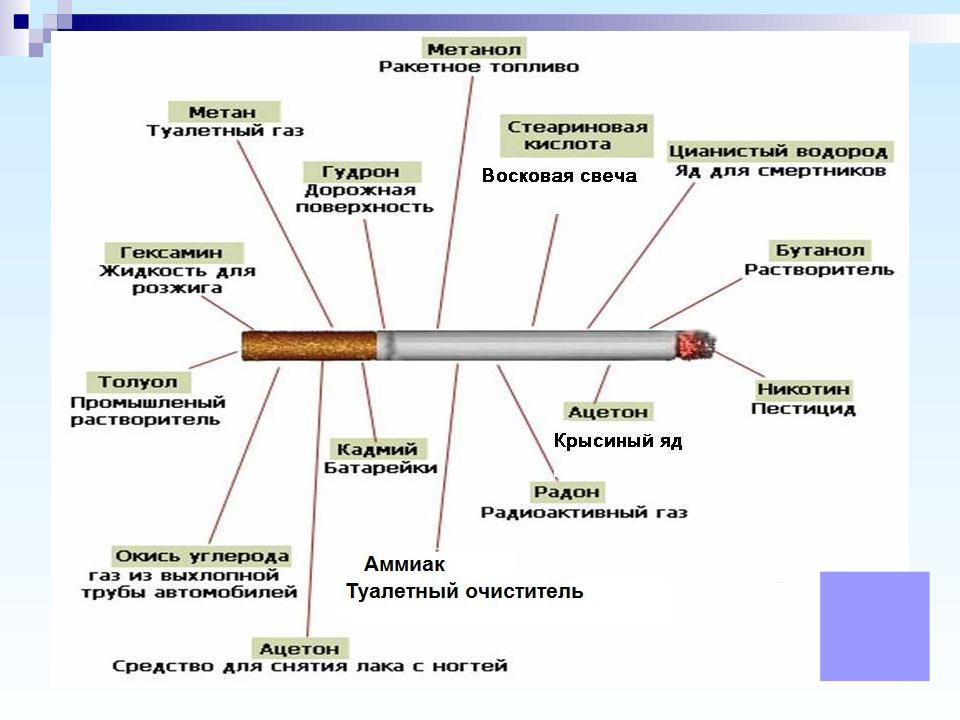 Метанол
Ракетное топливо
Метан
Туалетный газ
Стеариновая
кислота
Восковая свеча
Цианистый водород
Яд для смертников
Гудрон
Дорожная
поверхность
Гексамин
Жидкость для
розжига
Бутанол
Растворитель
Толуол
Промышленый
растворитель
Никотин
Пестицид
Ацетон
Крысиный яд
Кадмий
Батарейки
Радон
Радиоактивный газ
Окись углерода
газ из выхлопной
трубы автомобилей
Аммиак
Туалетный очиститель
Ацетон
Средство для снятия лака с ногтей